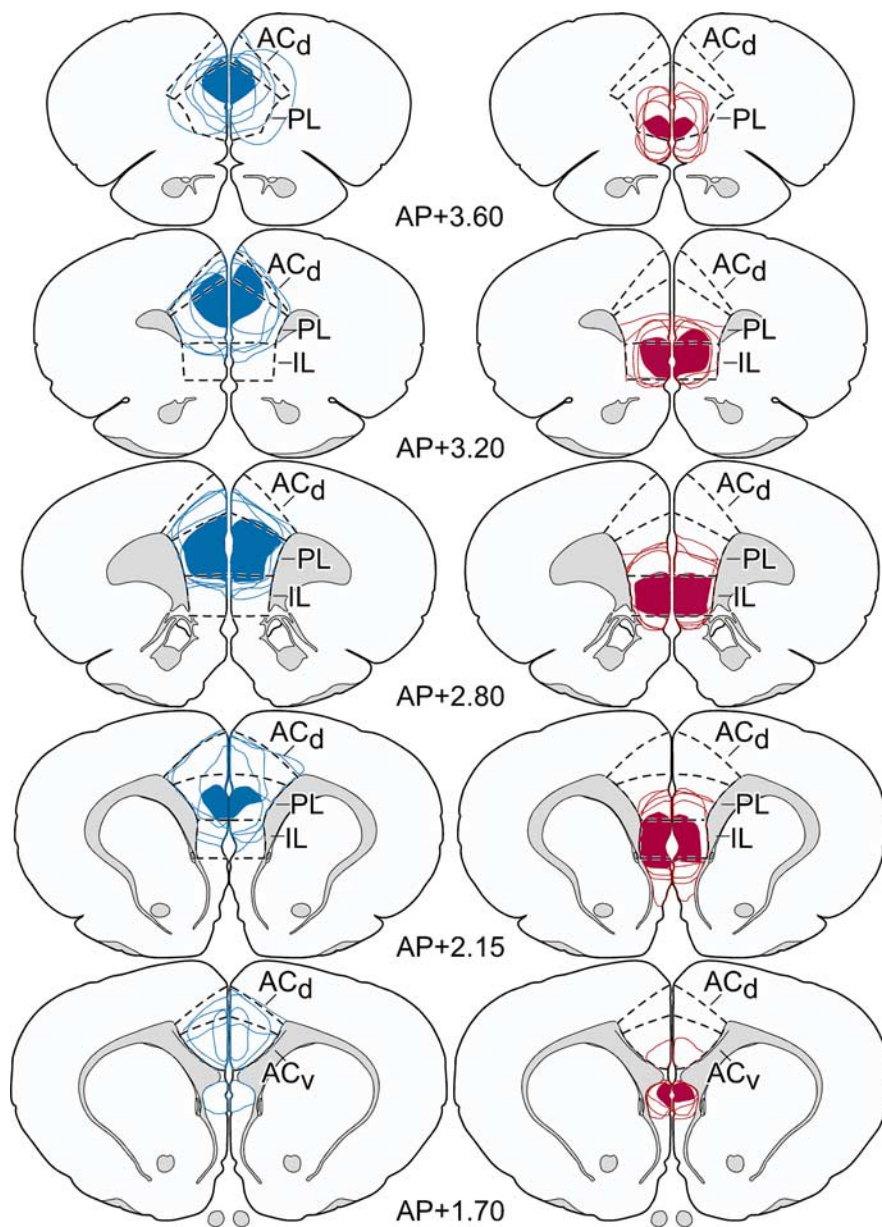 ACd ACd
PL PL
AP+3.60
ACd ACd
PL PL
IL IL
AP+3.20
ACd ACd
PL PL
IL IL
AP+2.80
ACd ACd
PL PL
IL IL
AP+2.15
ACd ACd
ACv ACv
AP+1.70